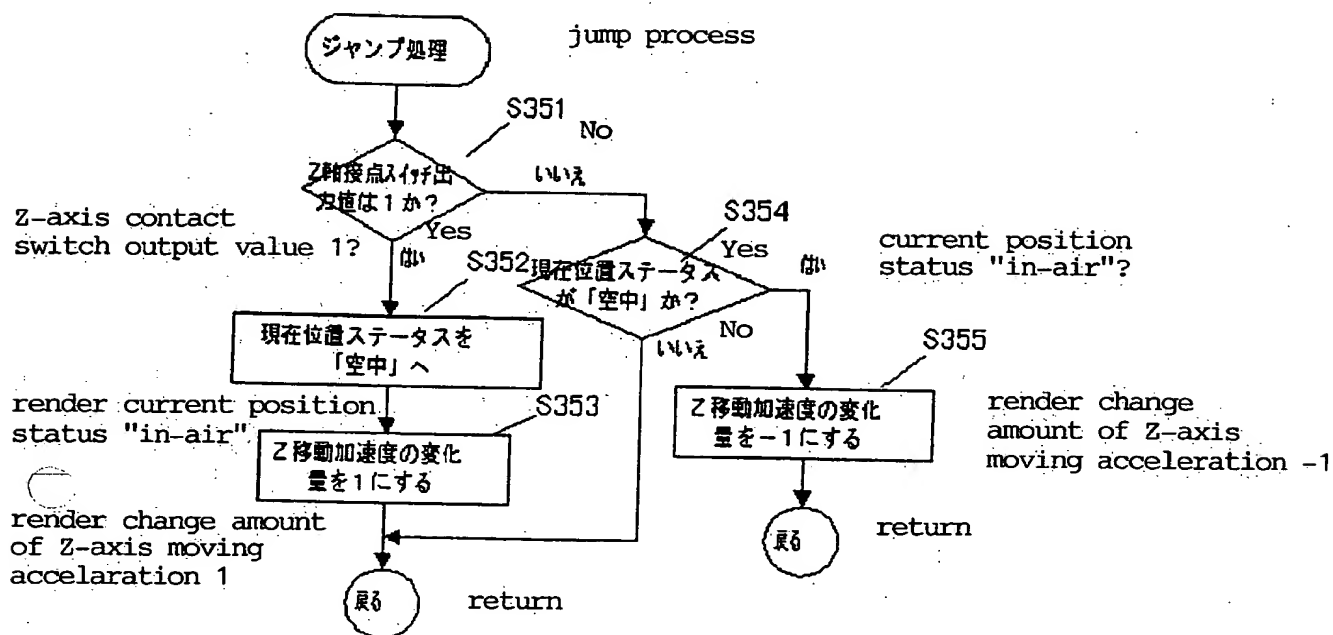 ジャンプ処理
jump process
S351
No
Z軸接点スイッチ出
力値は1か?
いいえ
Z-axis contact
switch output value 1?
Yes
はい
S354
Yes
はい
現在位置ステータス
が「空中」か?
current position
status "in-air"?
S352
現在位置ステータスを
「空中」へ
No
いいえ
render current position
status "in-air"
S353
Z移動加速度の変化
量を1にする
S355
Z移動加速度の変化
量を-1にする
render change
amount of Z-axis
moving acceleration -1
render change amount
of Z-axis moving
accelaration 1
戻る
return
戻る
return